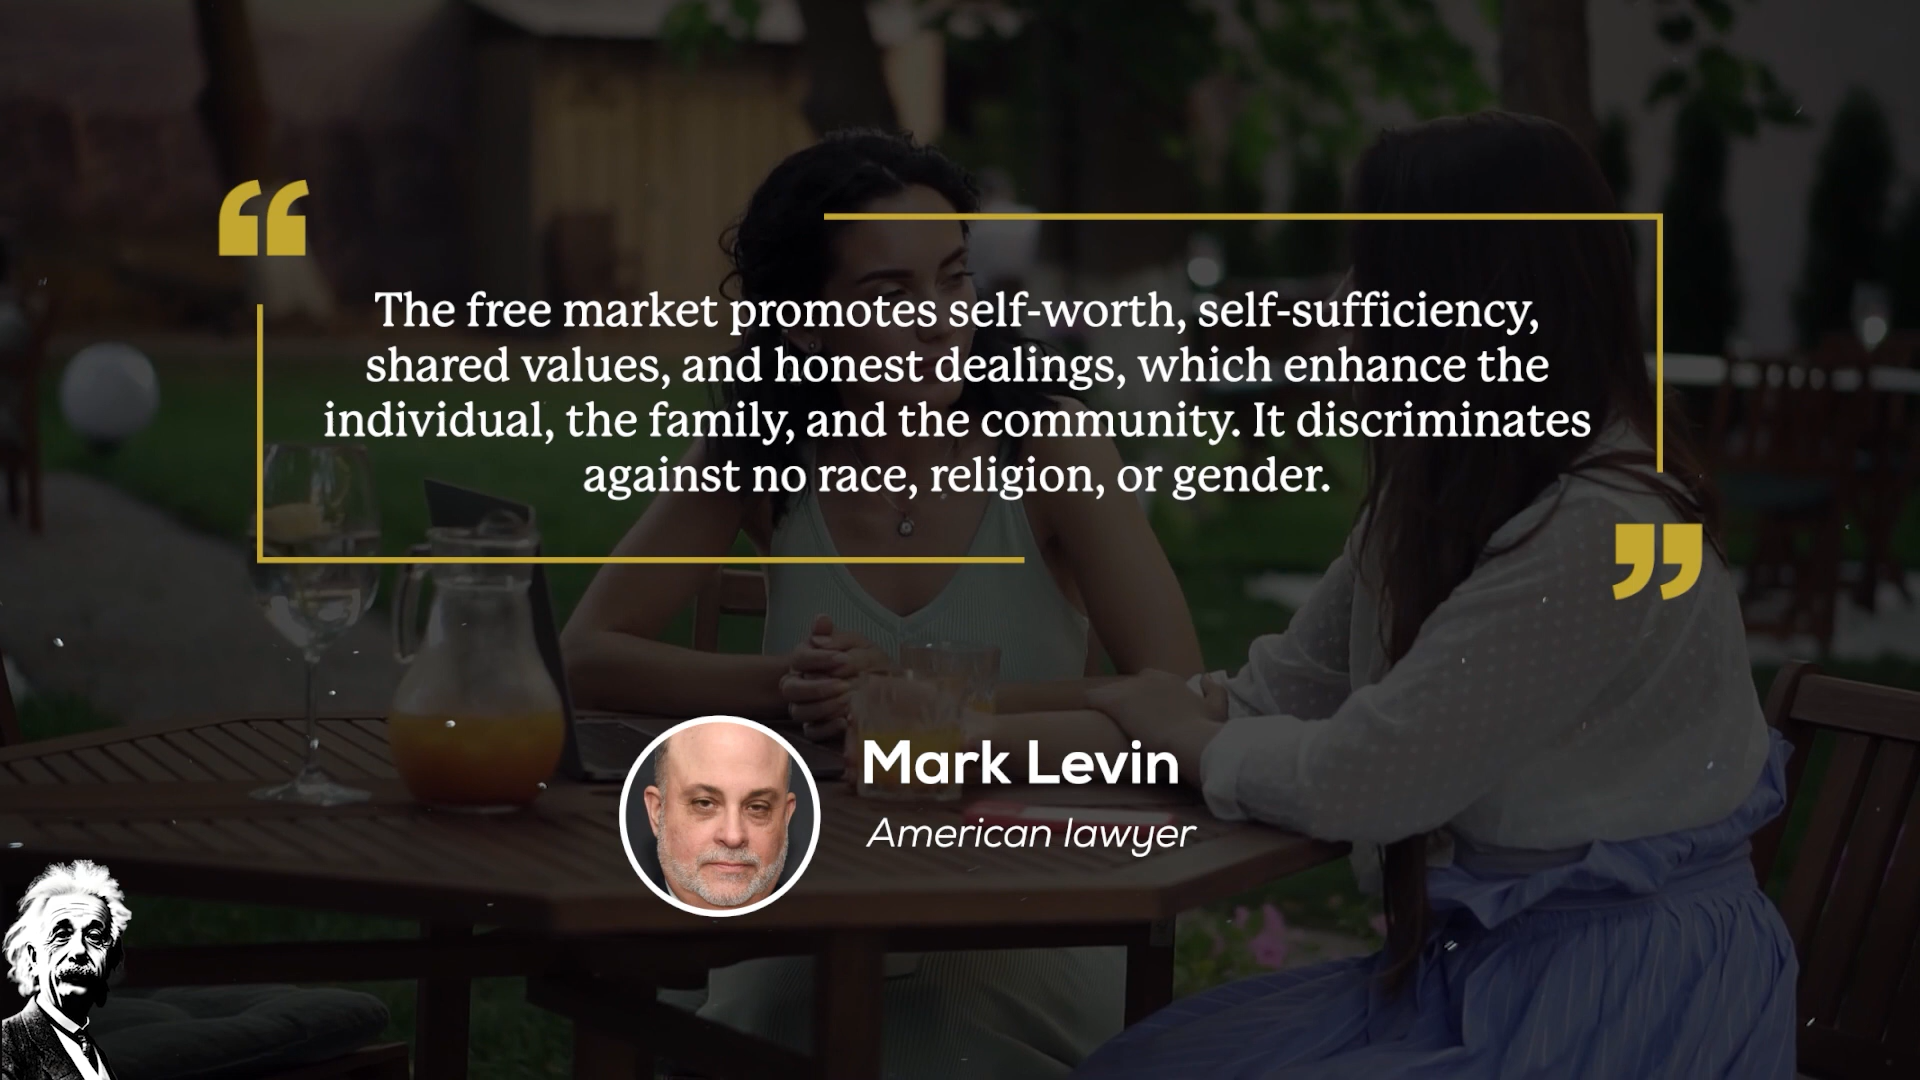 The free market promotes self-worth, self-sufficiency,
shared values, and honest dealings, which enhance the
individual, the family, and the community. It discriminates
against no race, religion, or gender.
Mark Levin
American lawyer